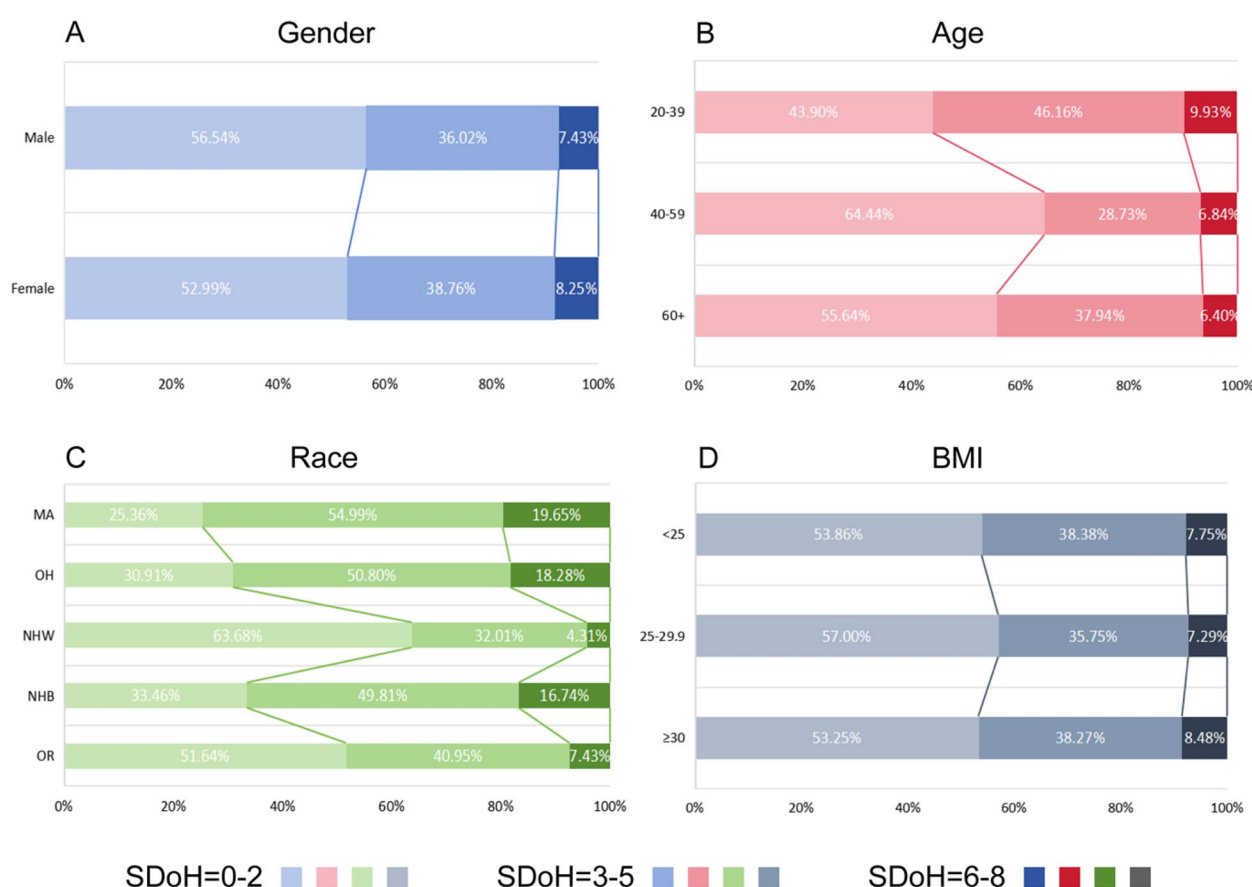 A Gender
Male 56.54% 36.02% 7.43%
Female 52.99% 38.76% 8.25%
0% 20% 40% 60% 80% 100%
B Age
20-39 43.90% 46.16% 9.93%
40-59 64.44% 28.73% 6.84%
60+ 55.64% 37.94% 6.40%
0% 20% 40% 60% 80% 100%
C Race
MA 25.36% 54.99% 19.65%
OH 30.91% 50.80% 18.28%
NHW 63.68% 32.01% 4.31%
NHB 33.46% 49.81% 16.74%
OR 51.64% 40.95% 7.43%
0% 20% 40% 60% 80% 100%
D BMI
<25 53.86% 38.38% 7.75%
25-29.9 57.00% 35.75% 7.29%
≥30 53.25% 38.27% 8.48%
0% 20% 40% 60% 80% 100%
SDoH=0-2 SDoH=3-5 SDoH=6-8